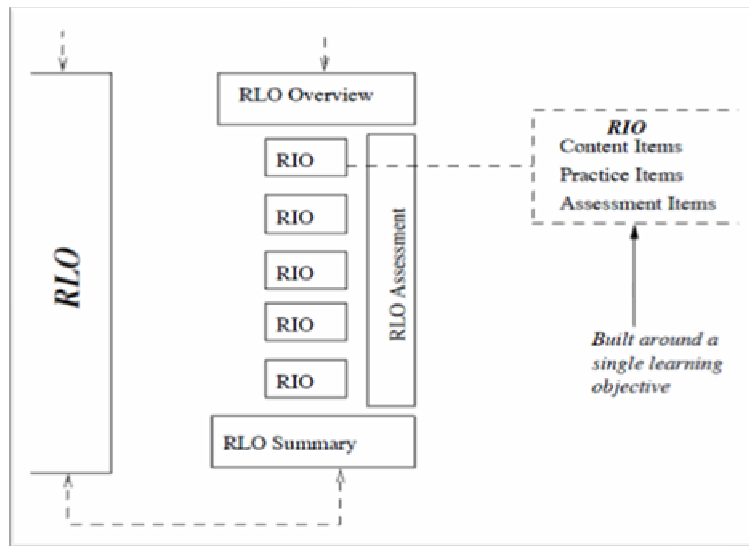 RLO
RLO Overview
RIO
RIO
RIO
RIO
RIO
RLO Assessment
RLO Summary
RIO
Content Items
Practice Items
Assessment Items
Built around a
single learning
objective